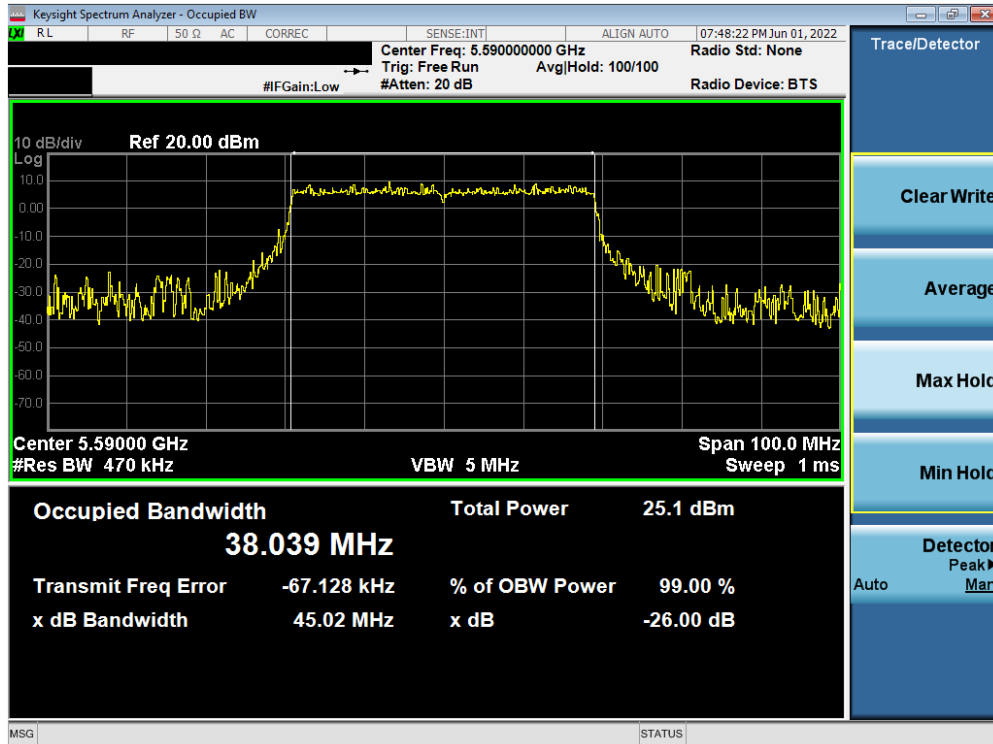 Keysight Spectrum Analyzer - Occupied BW
LXI RL RF 50 Ω AC CORREC SENSE:INT ALIGN AUTO 07:48:22 PM Jun 01, 2022
Center Freq: 5.590000000 GHz Radio Std: None
Trig: Free Run Avg|Hold: 100/100
#IFGain:Low #Atten: 20 dB Radio Device: BTS
10 dB/div Ref 20.00 dBm
Log
10.0
0.00
-10.0
-20.0
-30.0
-40.0
-50.0
-60.0
-70.0
Center 5.59000 GHz Span 100.0 MHz
#Res BW 470 kHz VBW 5 MHz Sweep 1 ms
Occupied Bandwidth Total Power 25.1 dBm
38.039 MHz
Transmit Freq Error -67.128 kHz % of OBW Power 99.00 %
x dB Bandwidth 45.02 MHz x dB -26.00 dB
Trace/Detector
Clear Write
Average
Max Hold
Min Hold
Detector
Peak
Auto Man
MSG STATUS